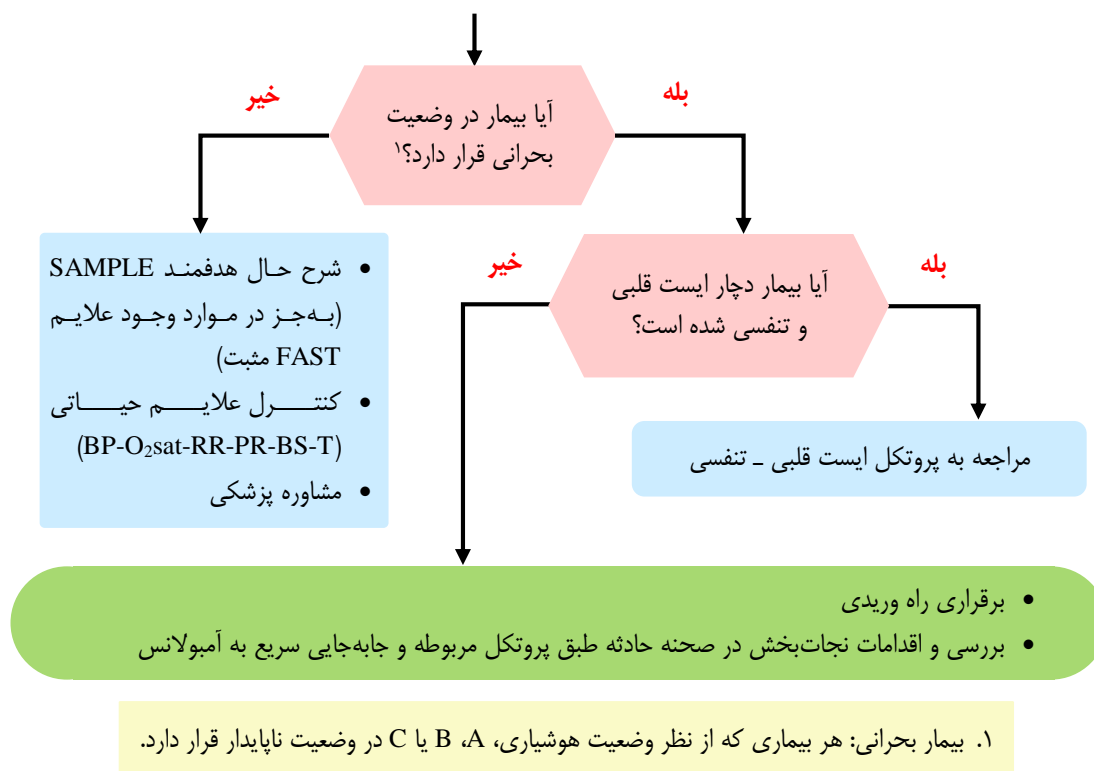 خیر
بله
آیا بیمار در وضعیت
بحرانی قرار دارد؟۱
• شرح حال هدفمند SAMPLE
(به‌جز در موارد وجود علایم
FAST مثبت)
• کنترل علایم حیاتی
(BP-O₂sat-RR-PR-BS-T)
• مشاوره پزشکی
خیر
بله
آیا بیمار دچار ایست قلبی
و تنفسی شده است؟
مراجعه به پروتکل ایست قلبی ـ تنفسی
• برقراری راه وریدی
• بررسی و اقدامات نجات‌بخش در صحنه حادثه طبق پروتکل مربوطه و جابه‌جایی سریع به آمبولانس
۱. بیمار بحرانی: هر بیماری که از نظر وضعیت هوشیاری، A، B یا C در وضعیت ناپایدار قرار دارد.